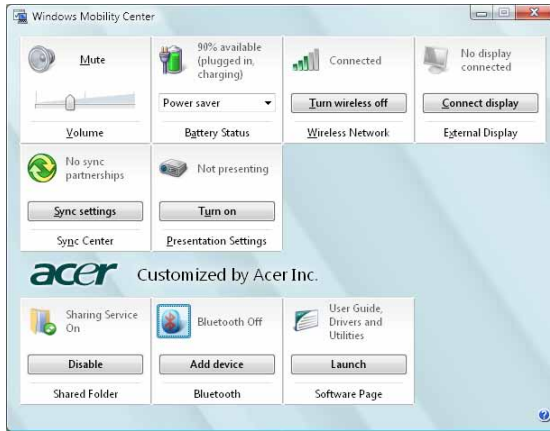 Windows Mobility Center
Mute
Volume
90% available
(plugged in,
charging)
Power saver
Battery Status
Connected
Turn wireless off
Wireless Network
No display
connected
Connect display
External Display
No sync
partnerships
Sync settings
Sync Center
Not presenting
Turn on
Presentation Settings
acer Customized by Acer Inc.
Sharing Service
On
Disable
Shared Folder
Bluetooth Off
Add device
Bluetooth
User Guide,
Drivers and
Utilities
Launch
Software Page